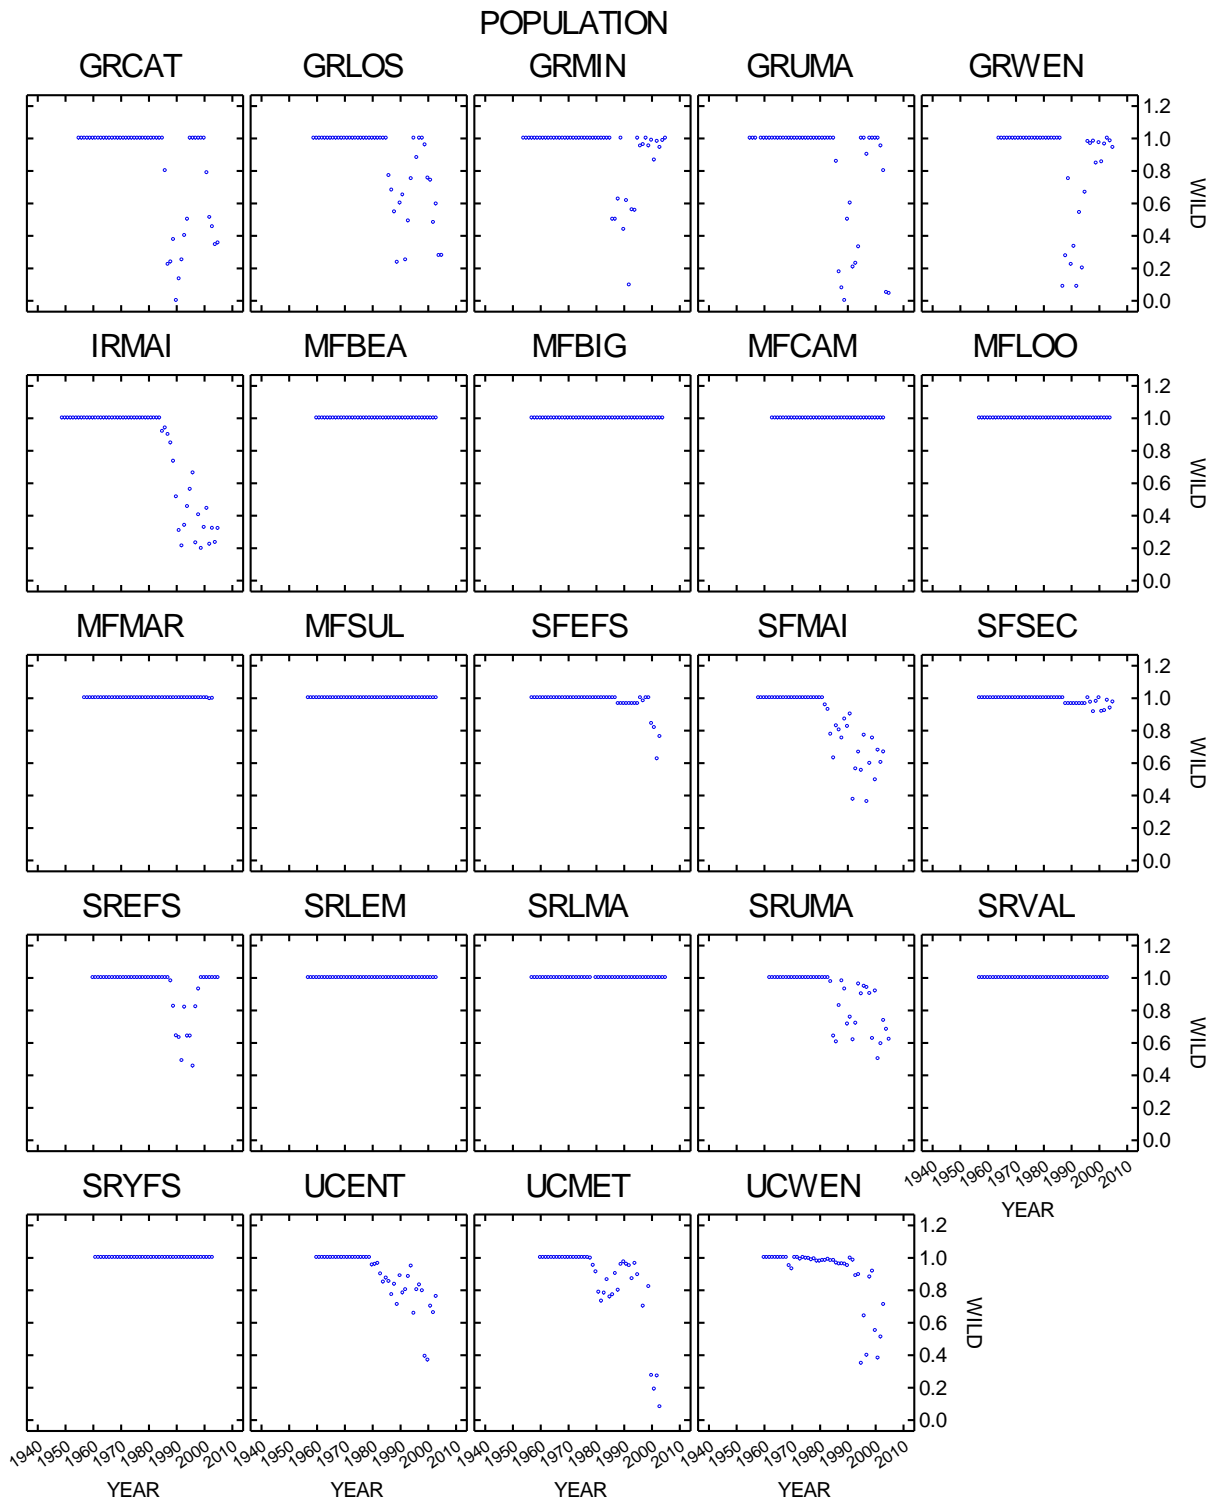 POPULATION
GRCAT GRLOS GRMIN GRUMA GRWEN
1.2
1.0
0.8
0.6
0.4
0.2
0.0
WILD
IRMAI MFBEA MFBIG MFCAM MFLOO
1.2
1.0
0.8
0.6
0.4
0.2
0.0
WILD
MFMAR MFSUL SFEFS SFMAI SFSEC
1.2
1.0
0.8
0.6
0.4
0.2
0.0
WILD
SREFS SRLEM SRLMA SRUMA SRVAL
1.2
1.0
0.8
0.6
0.4
0.2
0.0
WILD
1940 1950 1960 1970 1980 1990 2000 2010
YEAR
SRYFS UCENT UCMET UCWEN
1.2
1.0
0.8
0.6
0.4
0.2
0.0
WILD
1940 1950 1960 1970 1980 1990 2000 2010 1940 1950 1960 1970 1980 1990 2000 2010 1940 1950 1960 1970 1980 1990 2000 2010 1940 1950 1960 1970 1980 1990 2000 2010
YEAR YEAR YEAR YEAR